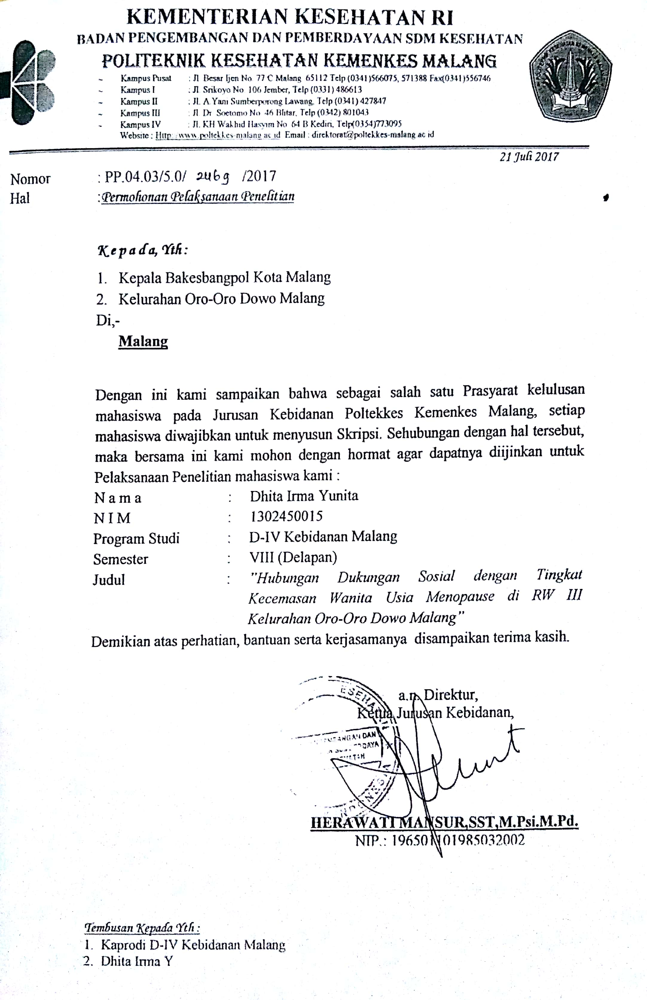 KEMENTERIAN KESEHATAN RI
BADAN PENGEMBANGAN DAN PEMBERDAYAAN SDM KESEHATAN
POLITEKNIK KESEHATAN KEMENKES MALANG
- Kampus Pusat : Jl Besar Ijen No. 77 C Malang 65112 Telp (0341)566075, 571388 Fax(0341)556746
- Kampus I : Jl. Srikoyo No. 106 Jember, Telp (0331) 486613
- Kampus II : Jl. A Yani Sumberporong Lawang, Telp (0341) 427847
- Kampus III : Jl. Dr Soetomo No. 46 Blitar, Telp (0342) 801043
- Kampus IV : Jl. KH Wakhid Hasyim No. 64 B Kediri, Telp(0354)773095
Website : Http://www.poltekkes-malang.ac.id Email : direktorat@poltekkes-malang.ac.id
21 Juli 2017
Nomor : PP.04.03/5.0/ 2469 /2017
Hal : Permohonan Pelaksanaan Penelitian
Kepada, Yth :
1. Kepala Bakesbangpol Kota Malang
2. Kelurahan Oro-Oro Dowo Malang
Di,-
Malang
Dengan ini kami sampaikan bahwa sebagai salah satu Prasyarat kelulusan
mahasiswa pada Jurusan Kebidanan Poltekkes Kemenkes Malang, setiap
mahasiswa diwajibkan untuk menyusun Skripsi. Sehubungan dengan hal tersebut,
maka bersama ini kami mohon dengan hormat agar dapatnya diijinkan untuk
Pelaksanaan Penelitian mahasiswa kami :
N a m a : Dhita Irma Yunita
N I M : 1302450015
Program Studi : D-IV Kebidanan Malang
Semester : VIII (Delapan)
Judul : "Hubungan Dukungan Sosial dengan Tingkat
Kecemasan Wanita Usia Menopause di RW III
Kelurahan Oro-Oro Dowo Malang"
Demikian atas perhatian, bantuan serta kerjasamanya disampaikan terima kasih.
a.n. Direktur,
Ketua Jurusan Kebidanan,
HERAWATI MANSUR,SST,M.Psi.M.Pd.
NIP.: 196501101985032002
Tembusan Kepada Yth :
1. Kaprodi D-IV Kebidanan Malang
2. Dhita Irma Y